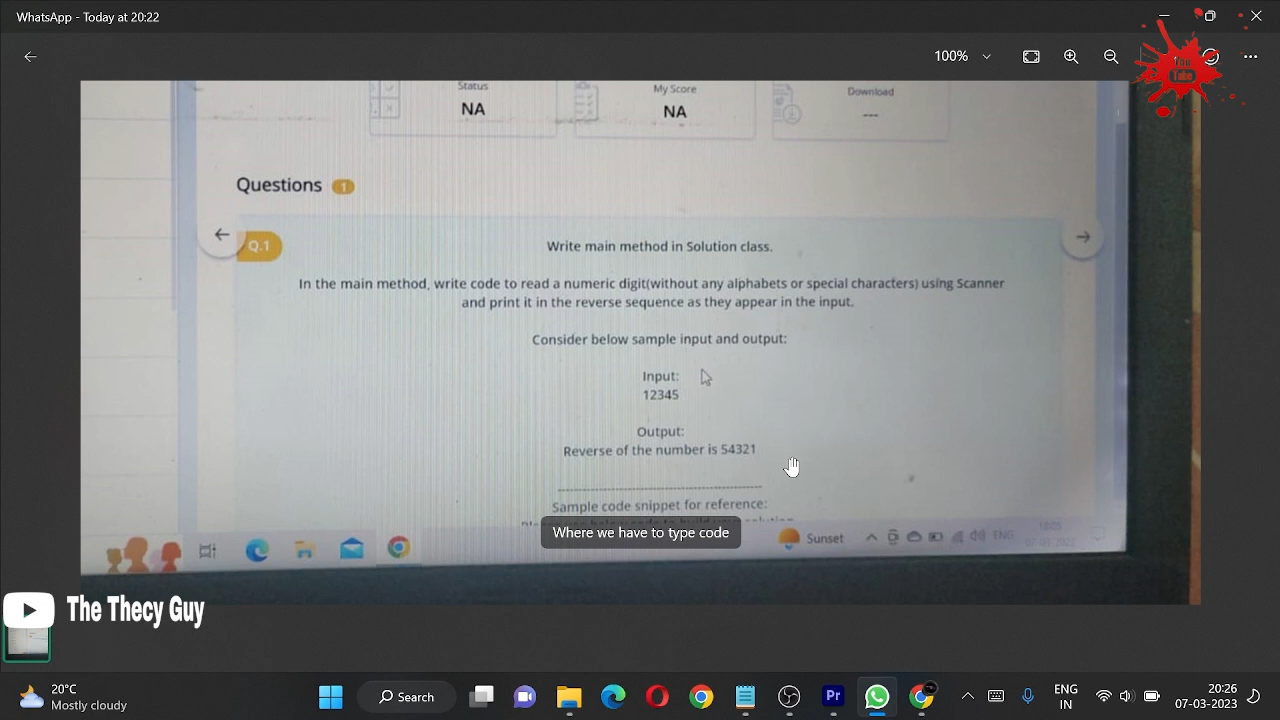 WhatsApp - Today at 20:22
100%
You
Tube
Status
NA
My Score
NA
Download
---
Questions 1
Q.1
Write main method in Solution class.
In the main method, write code to read a numeric digit(without any alphabets or special characters) using Scanner
and print it in the reverse sequence as they appear in the input.
Consider below sample input and output:
Input:
12345
Output:
Reverse of the number is 54321
Sample code snippet for reference:
Where we have to type code
Sunset
ENG
The Thecy Guy
20°C
Mostly cloudy
Search
Pr
ENG
IN
20:26
07-03-2023